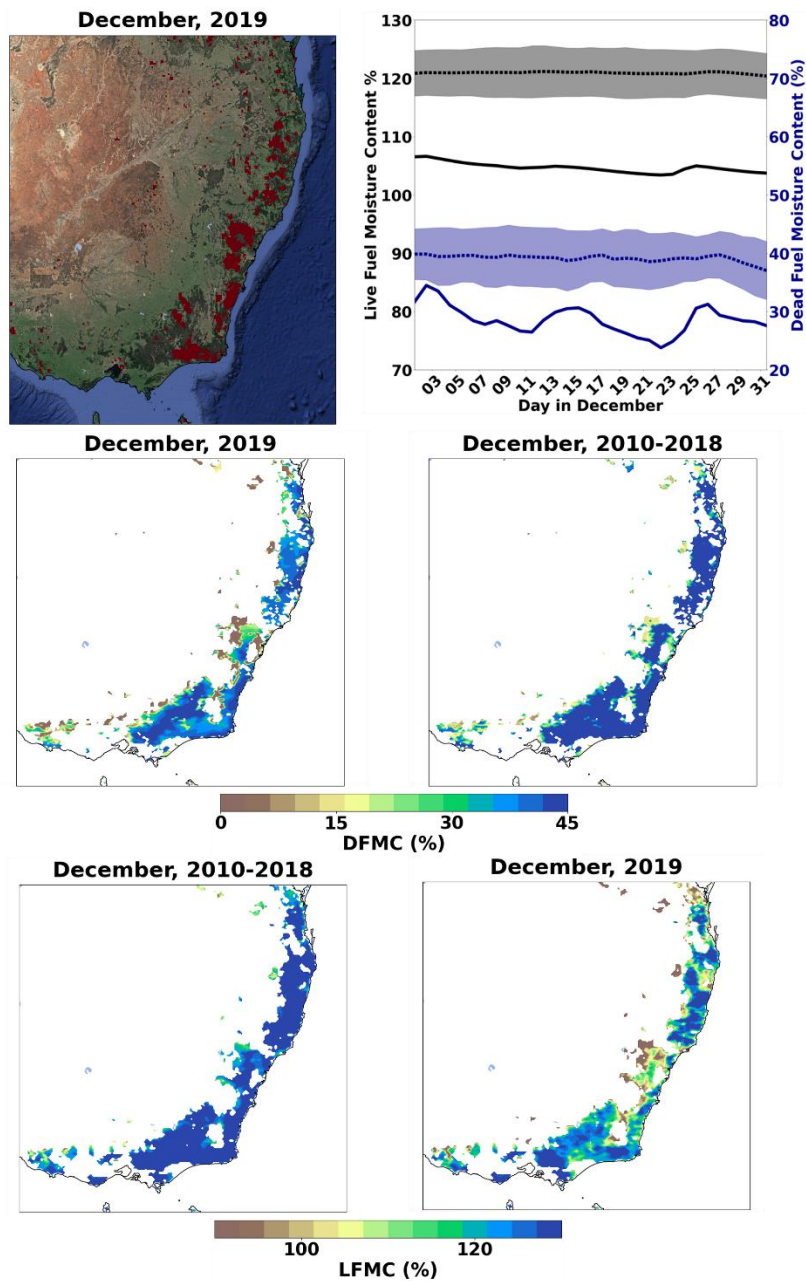 December, 2019
130
120
110
100
90
80
70
Live Fuel Moisture Content %
80
70
60
50
40
30
20
Dead Fuel Moisture Content (%)
03 05 07 09 11 13 15 17 19 21 23 25 27 29 31
Day in December
December, 2019
December, 2010-2018
0 15 30 45
DFMC (%)
December, 2010-2018
December, 2019
100 120
LFMC (%)